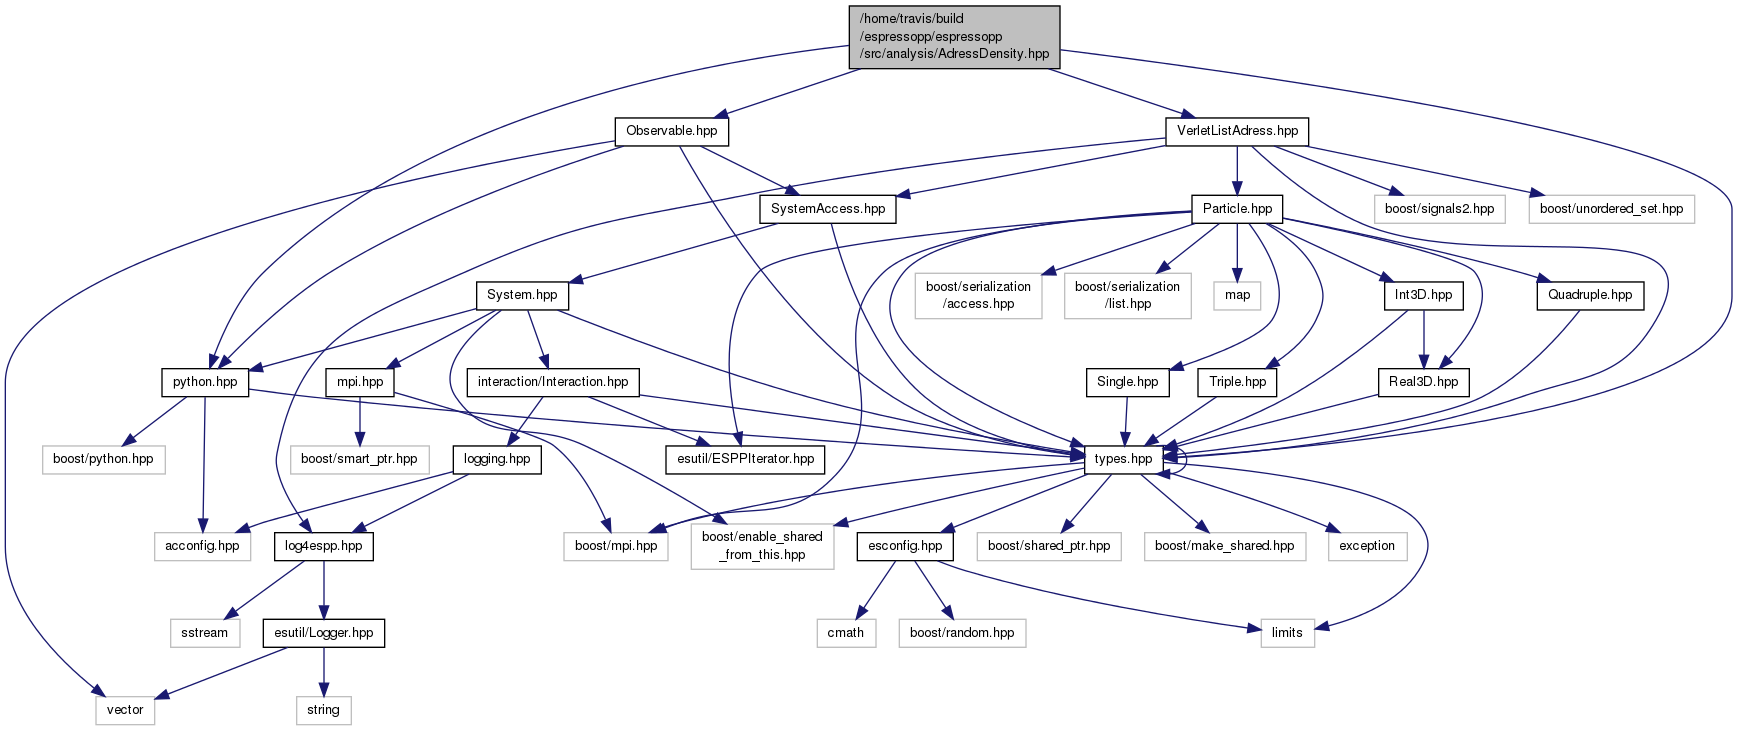 /home/travis/build
/espressopp/espressopp
/src/analysis/AdressDensity.hpp
Observable.hpp
VerletListAdress.hpp
SystemAccess.hpp
Particle.hpp
boost/signals2.hpp
boost/unordered_set.hpp
System.hpp
boost/serialization
/access.hpp
boost/serialization
/list.hpp
map
Int3D.hpp
Quadruple.hpp
python.hpp
mpi.hpp
interaction/Interaction.hpp
Single.hpp
Triple.hpp
Real3D.hpp
boost/python.hpp
boost/smart_ptr.hpp
logging.hpp
esutil/ESPPIterator.hpp
types.hpp
acconfig.hpp
log4espp.hpp
boost/mpi.hpp
boost/enable_shared
_from_this.hpp
esconfig.hpp
boost/shared_ptr.hpp
boost/make_shared.hpp
exception
sstream
esutil/Logger.hpp
cmath
boost/random.hpp
limits
vector
string